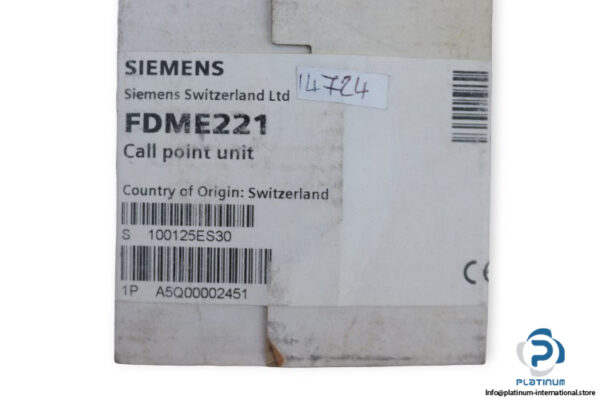 SIEMENS
14724
Siemens Switzerland Ltd
FDME221
Call point unit
Country of Origin: Switzerland
S 100125ES30
1P A5Q00002451
CE
PLATINUM
Info@platinum-international.store